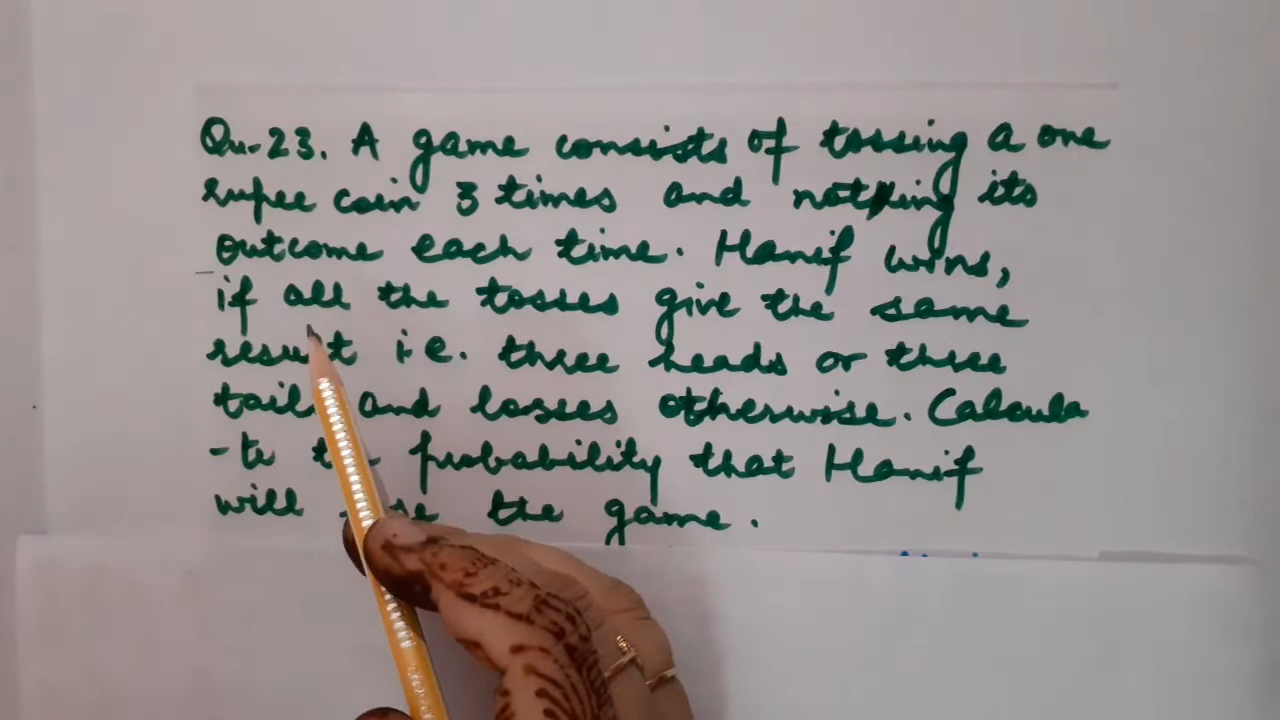 Qu-23. A game consists of tossing a one
rupee coin 3 times and nothing its
outcome each time. Hanif wins,
if all the tosses give the same
result i.e. three heads or three
tails and losses otherwise. Calcula
-te the probability that Hanif
will the game.